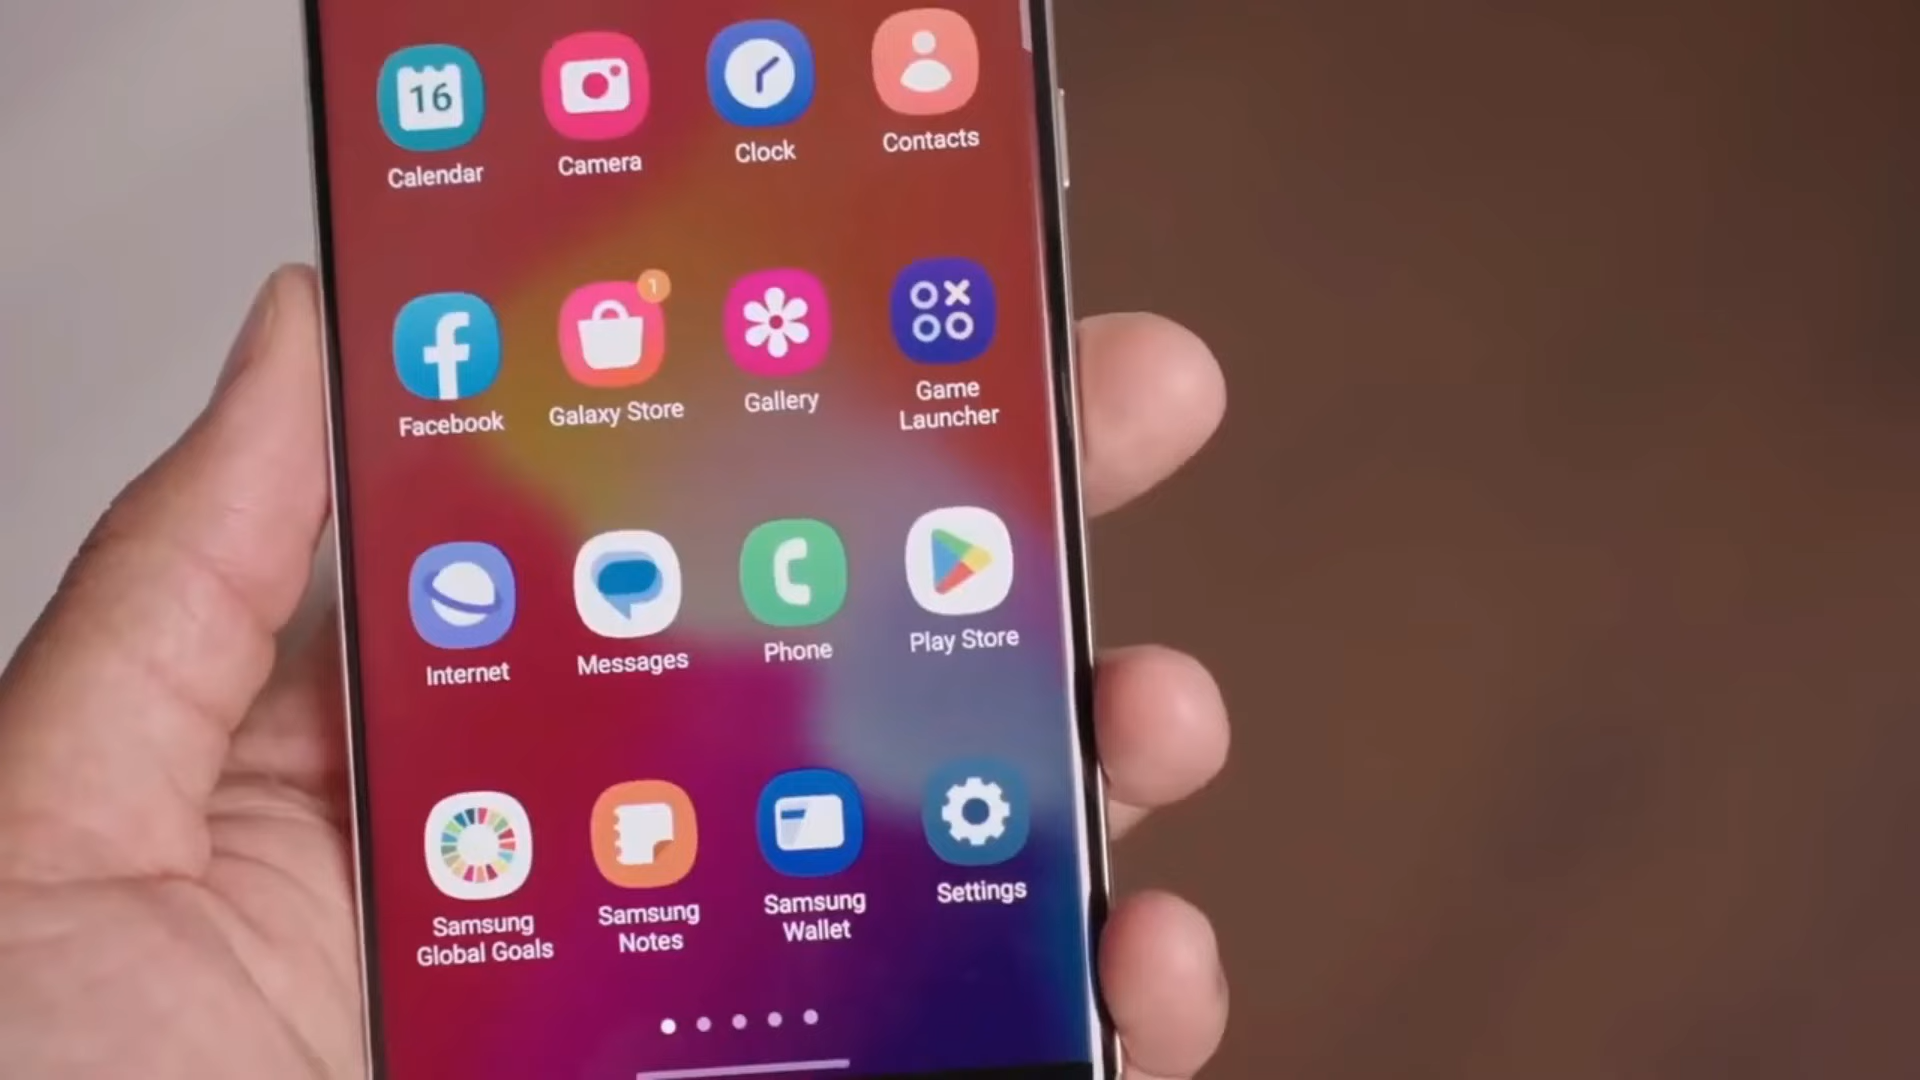 16
Calendar
Camera
Clock
Contacts
1
Facebook
Galaxy Store
Gallery
Game
Launcher
Internet
Messages
Phone
Play Store
Samsung
Global Goals
Samsung
Notes
Samsung
Wallet
Settings